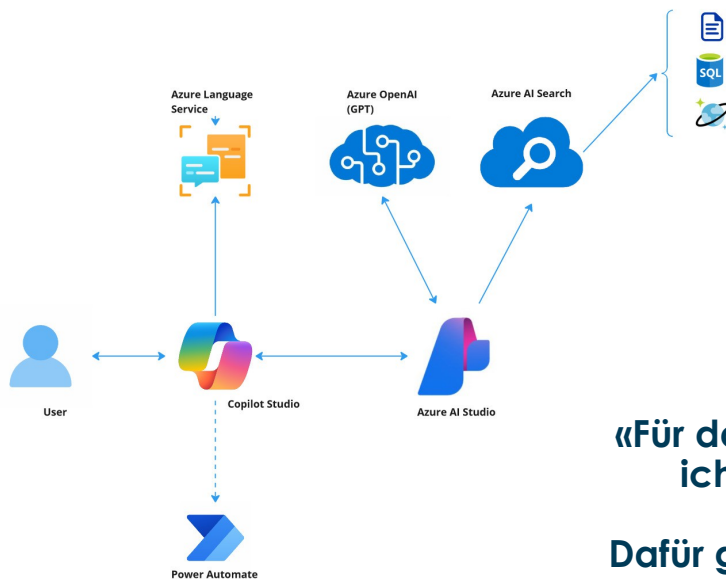 Azure Language
Service
Azure OpenAI
(GPT)
Azure AI Search
SQL
User
Copilot Studio
Azure AI Studio
Power Automate
«Für
ich
Dafür